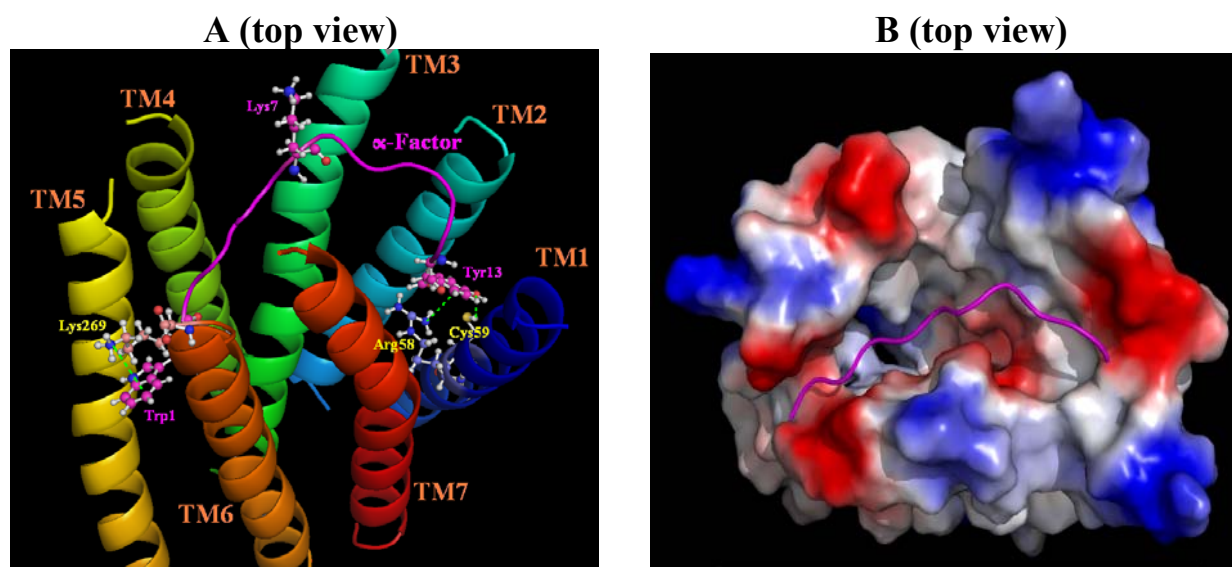 A (top view)
B (top view)
TM3
TM4
Lys7
TM2
α-Factor
TM5
TM1
Tyr13
Lys269
Arg58
Cys59
Trp1
TM7
TM6